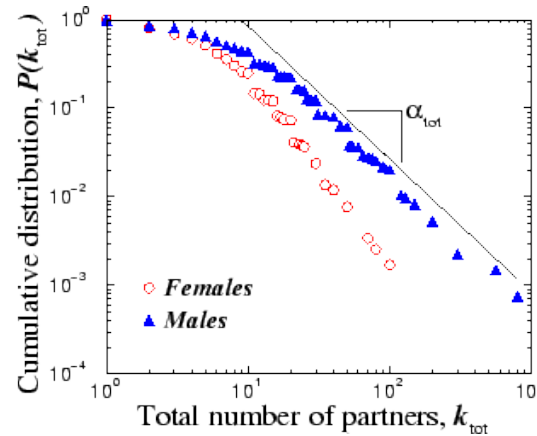 Cumulative distribution, P(k_tot)
10^0
10^-1
10^-2
10^-3
10^-4
α_tot
Females
Males
10^0
10^1
10^2
10
Total number of partners, k_tot